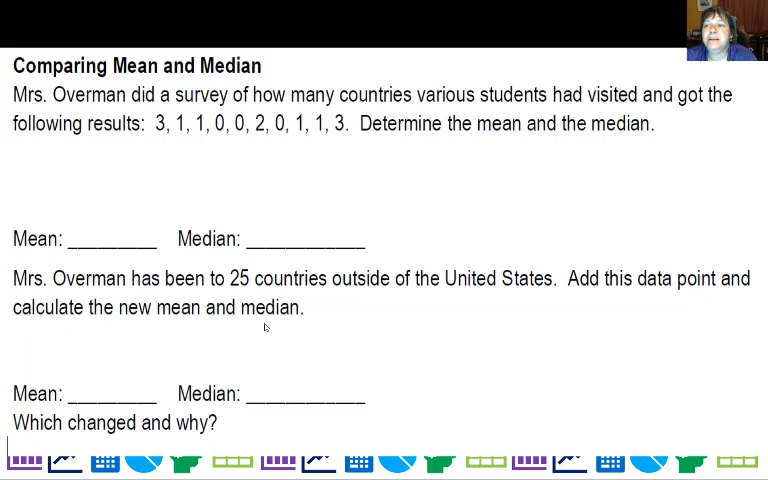 Comparing Mean and Median
Mrs. Overman did a survey of how many countries various students had visited and got the
following results:  3, 1, 1, 0, 0, 2, 0, 1, 1, 3.  Determine the mean and the median.
Mean: _________    Median: ____________
Mrs. Overman has been to 25 countries outside of the United States.  Add this data point and
calculate the new mean and median.
Mean: _________    Median: ____________
Which changed and why?